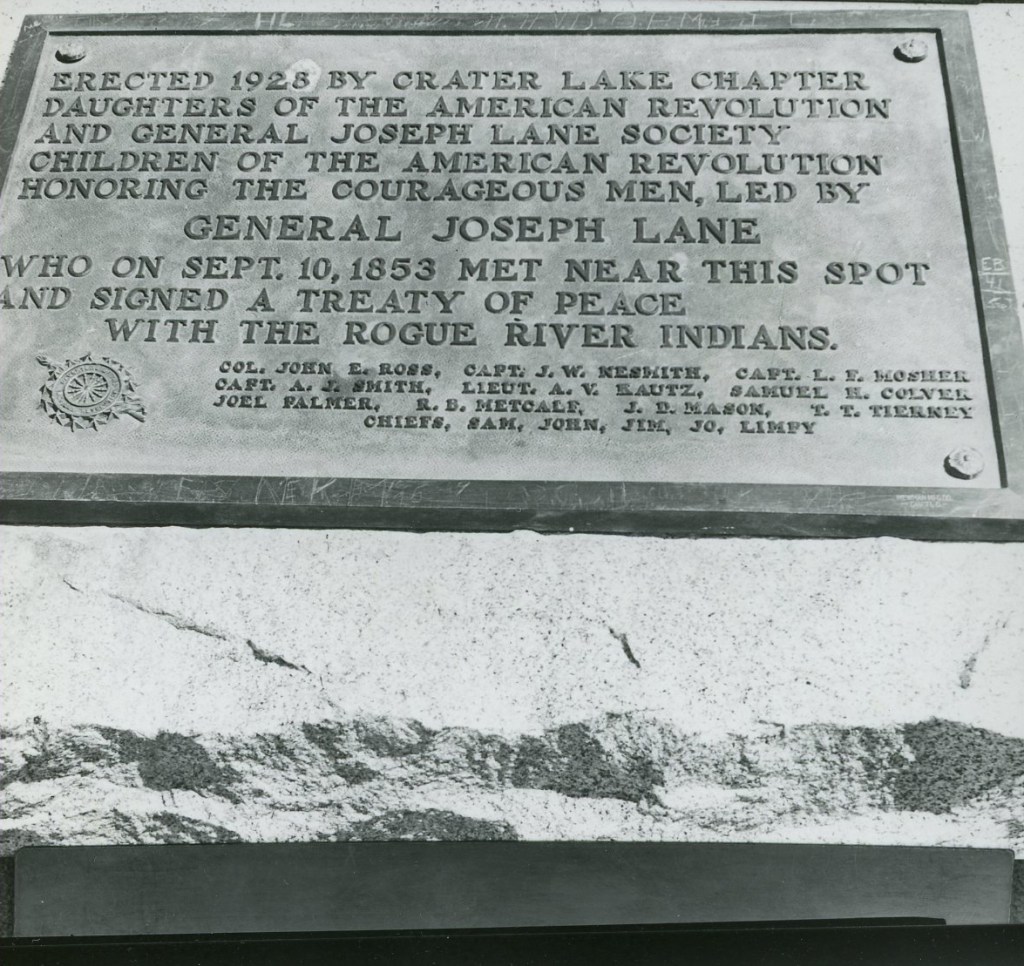 HL
ERECTED 1928 BY CRATER LAKE CHAPTER
DAUGHTERS OF THE AMERICAN REVOLUTION
AND GENERAL JOSEPH LANE SOCIETY
CHILDREN OF THE AMERICAN REVOLUTION
HONORING THE COURAGEOUS MEN, LED BY
GENERAL JOSEPH LANE
WHO ON SEPT. 10, 1853 MET NEAR THIS SPOT
AND SIGNED A TREATY OF PEACE
WITH THE ROGUE RIVER INDIANS.
COL. JOHN E. ROSS, CAPT. J. W. NESMITH, CAPT. L. F. MOSHER
CAPT. A. J. SMITH, LIEUT. A. V. KAUTZ, SAMUEL H. COLVER
JOEL PALMER, R. B. METCALF, J. D. MASON, T. T. TIERNEY
CHIEFS, SAM, JOHN, JIM, JO, LIMPY
EB
41